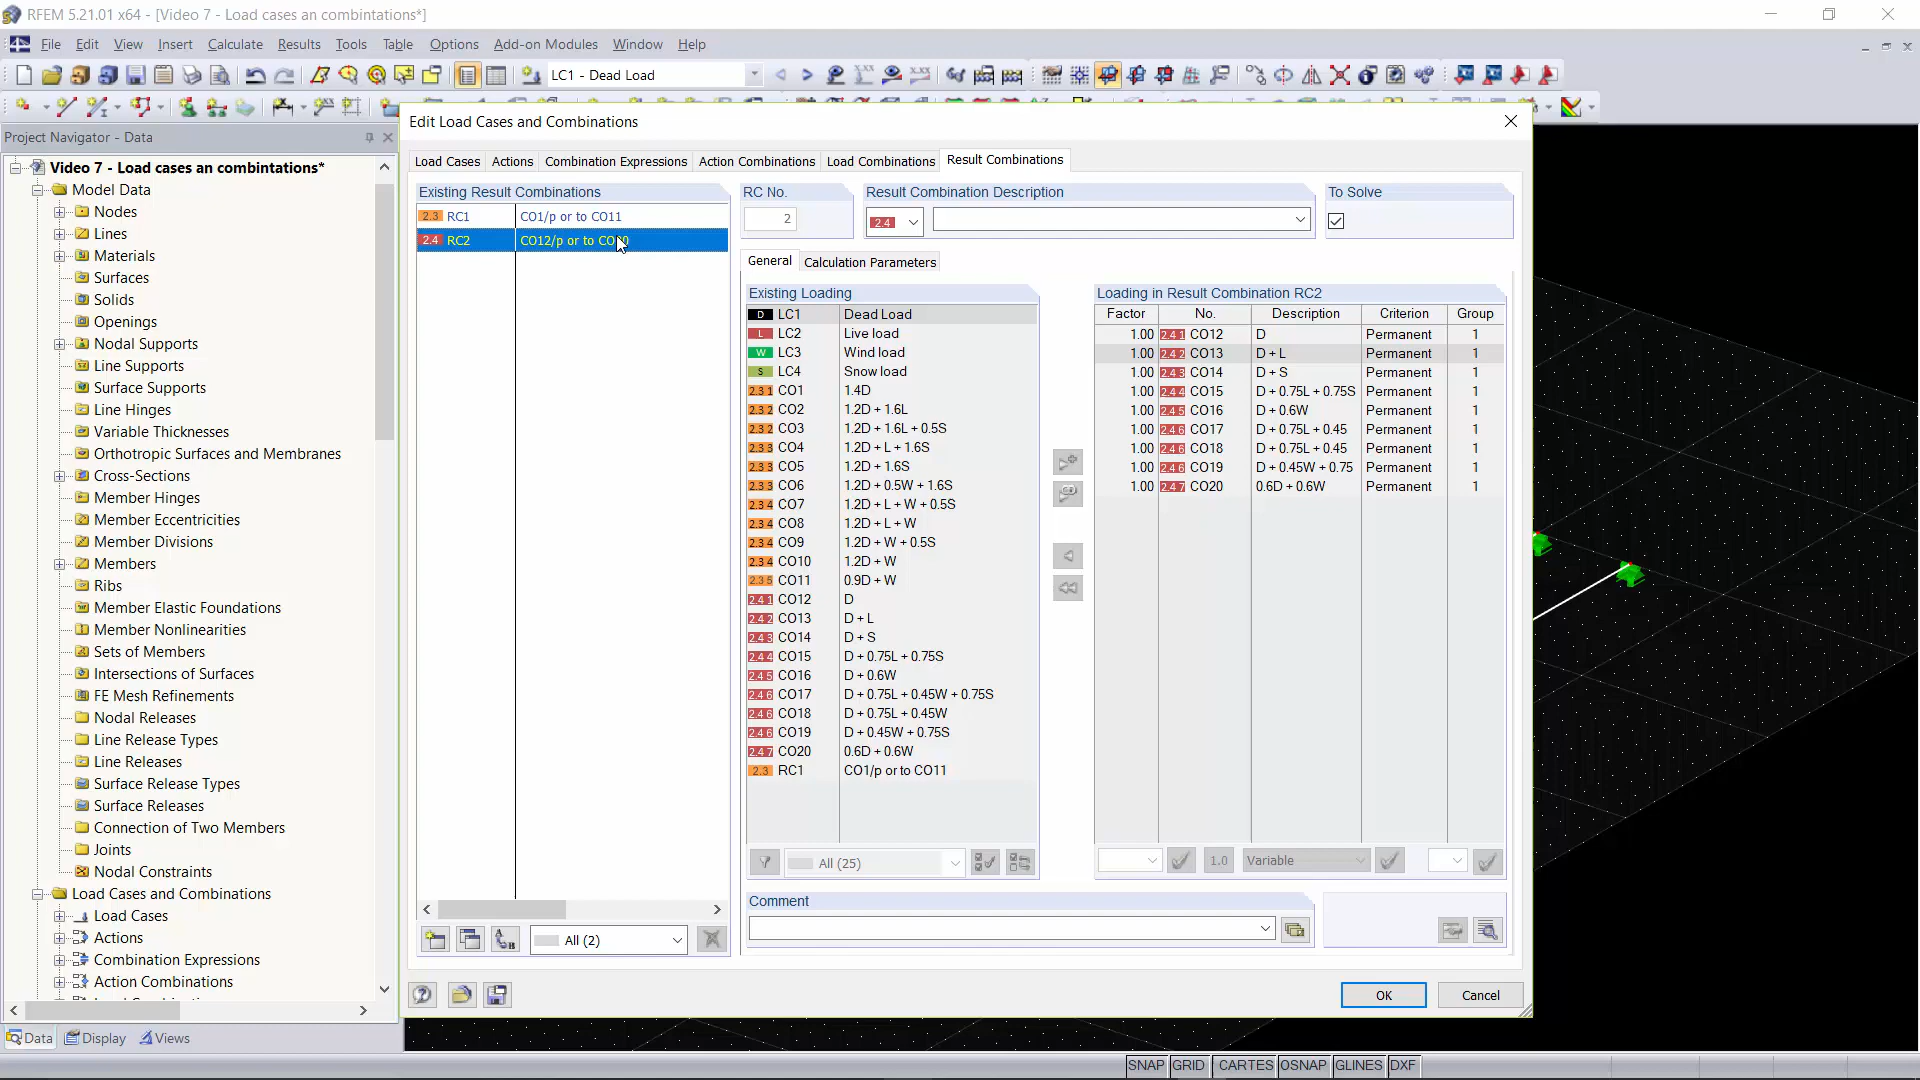 RFEM 5.21.01 x64 - [Video 7 - Load cases an combintations*]
File Edit View Insert Calculate Results Tools Table Options Add-on Modules Window Help
LC1 - Dead Load
Project Navigator - Data
Video 7 - Load cases an combintations*
Model Data
Nodes
Lines
Materials
Surfaces
Solids
Openings
Nodal Supports
Line Supports
Surface Supports
Line Hinges
Variable Thicknesses
Orthotropic Surfaces and Membranes
Cross-Sections
Member Hinges
Member Eccentricities
Member Divisions
Members
Ribs
Member Elastic Foundations
Member Nonlinearities
Sets of Members
Intersections of Surfaces
FE Mesh Refinements
Nodal Releases
Line Release Types
Line Releases
Surface Release Types
Surface Releases
Connection of Two Members
Joints
Nodal Constraints
Load Cases and Combinations
Load Cases
Actions
Combination Expressions
Action Combinations
Data Display Views
Edit Load Cases and Combinations
Load Cases Actions Combination Expressions Action Combinations Load Combinations Result Combinations
Existing Result Combinations
2.3 RC1 CO1/p or to CO11
2.4 RC2 CO12/p or to
RC No.
2
Result Combination Description
2.4
To Solve
General Calculation Parameters
Existing Loading
D LC1 Dead Load
L LC2 Live load
W LC3 Wind load
S LC4 Snow load
2.3 1 CO1 1.4D
2.3 2 CO2 1.2D + 1.6L
2.3 2 CO3 1.2D + 1.6L + 0.5S
2.3 3 CO4 1.2D + L + 1.6S
2.3 3 CO5 1.2D + 1.6S
2.3 3 CO6 1.2D + 0.5W + 1.6S
2.3 4 CO7 1.2D + L + W + 0.5S
2.3 4 CO8 1.2D + L + W
2.3 4 CO9 1.2D + W + 0.5S
2.3 4 CO10 1.2D + W
2.3 5 CO11 0.9D + W
2.4 1 CO12 D
2.4 2 CO13 D + L
2.4 3 CO14 D + S
2.4 4 CO15 D + 0.75L + 0.75S
2.4 5 CO16 D + 0.6W
2.4 6 CO17 D + 0.75L + 0.45W + 0.75S
2.4 6 CO18 D + 0.75L + 0.45W
2.4 6 CO19 D + 0.45W + 0.75S
2.4 7 CO20 0.6D + 0.6W
2.3 RC1 CO1/p or to CO11
All (25)
Loading in Result Combination RC2
Factor No. Description Criterion Group
1.00 2.4 1 CO12 D Permanent 1
1.00 2.4 2 CO13 D + L Permanent 1
1.00 2.4 3 CO14 D + S Permanent 1
1.00 2.4 4 CO15 D + 0.75L + 0.75S Permanent 1
1.00 2.4 5 CO16 D + 0.6W Permanent 1
1.00 2.4 6 CO17 D + 0.75L + 0.45 Permanent 1
1.00 2.4 6 CO18 D + 0.75L + 0.45 Permanent 1
1.00 2.4 6 CO19 D + 0.45W + 0.75 Permanent 1
1.00 2.4 7 CO20 0.6D + 0.6W Permanent 1
1.0 Variable
Comment
All (2)
OK Cancel
SNAP GRID CARTES OSNAP GLINES DXF